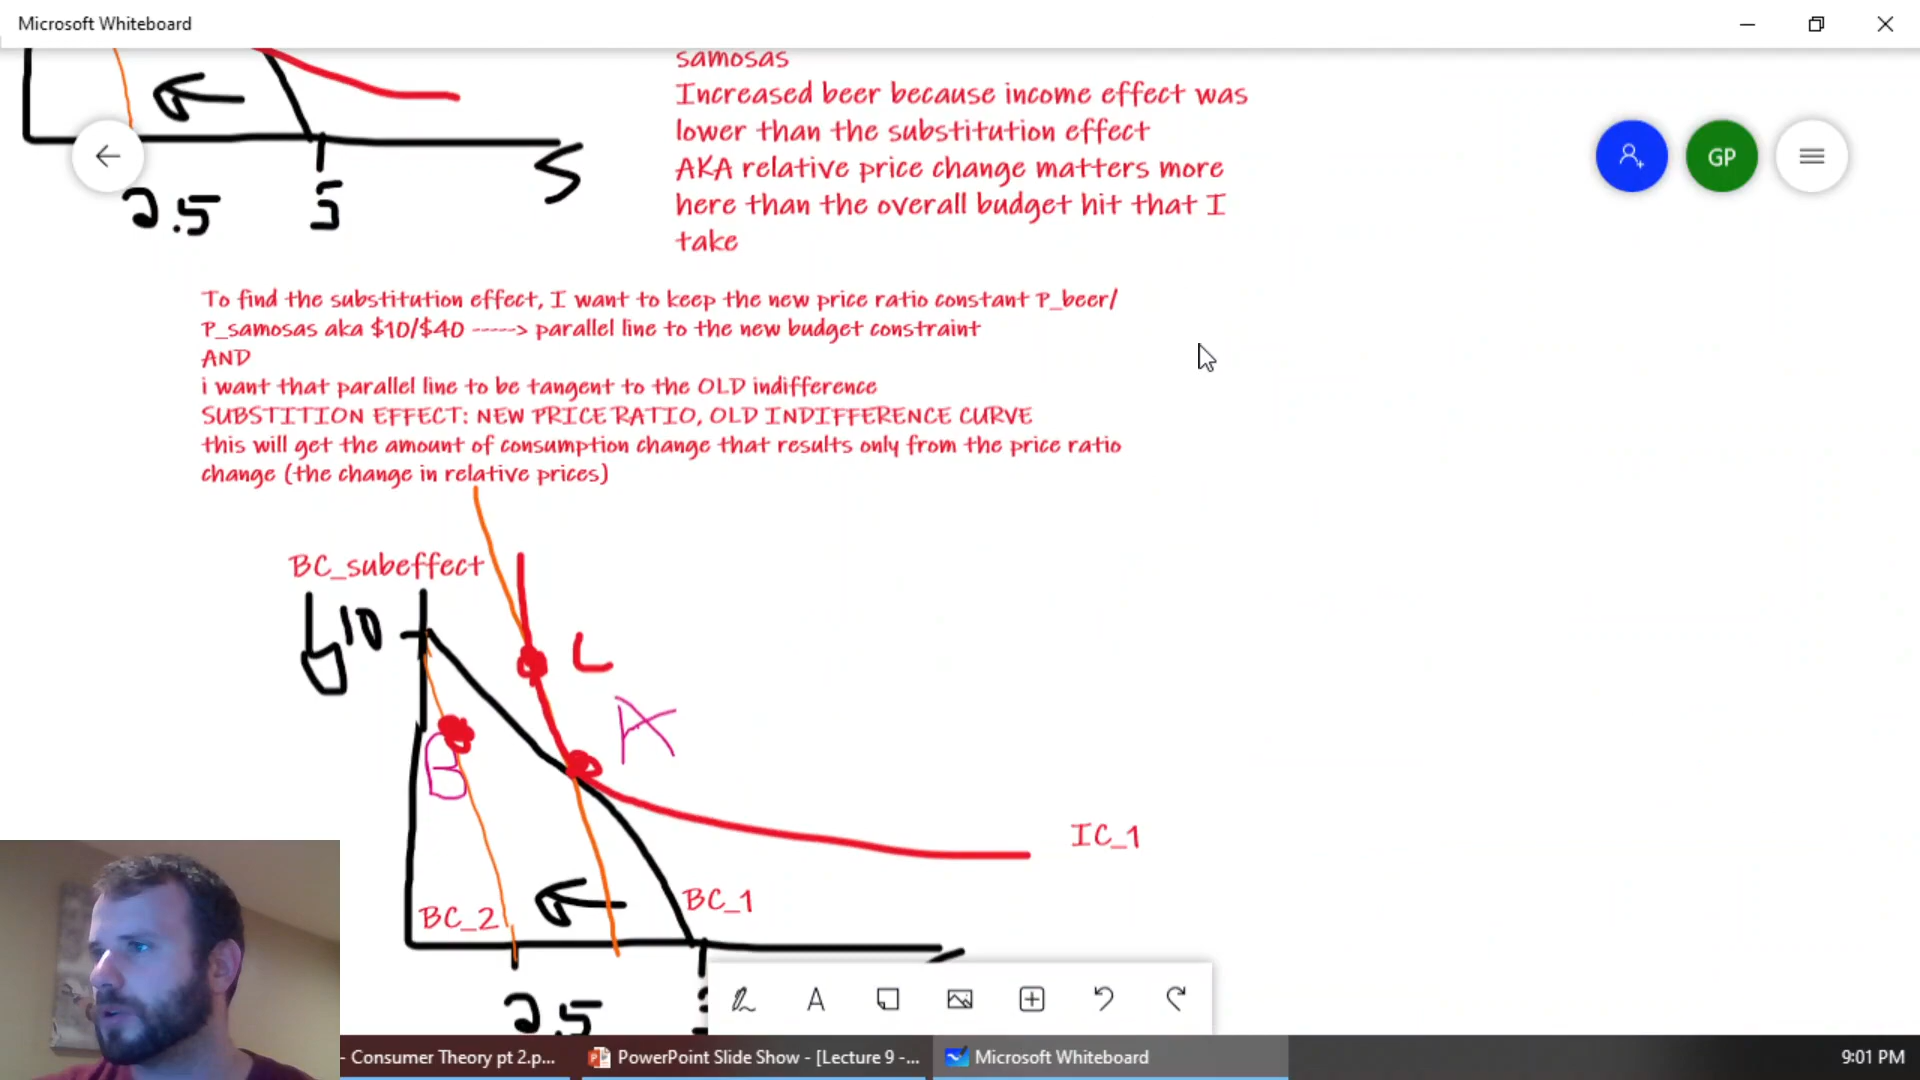 Microsoft Whiteboard
samosas
Increased beer because income effect was
lower than the substitution effect
AKA relative price change matters more
here than the overall budget hit that I
take
GP
2.5
5
S
To find the substitution effect, I want to keep the new price ratio constant P_beer/
P_samosas aka $10/$40 -----> parallel line to the new budget constraint
AND
i want that parallel line to be tangent to the OLD indifference
SUBSTITION EFFECT: NEW PRICE RATIO, OLD INDIFFERENCE CURVE
this will get the amount of consumption change that results only from the price ratio
change (the change in relative prices)
BC_subeffect
b
10
C
A
B
IC_1
BC_1
BC_2
2.5
- Consumer Theory pt 2.p...
PowerPoint Slide Show - [Lecture 9 -...
Microsoft Whiteboard
9:01 PM